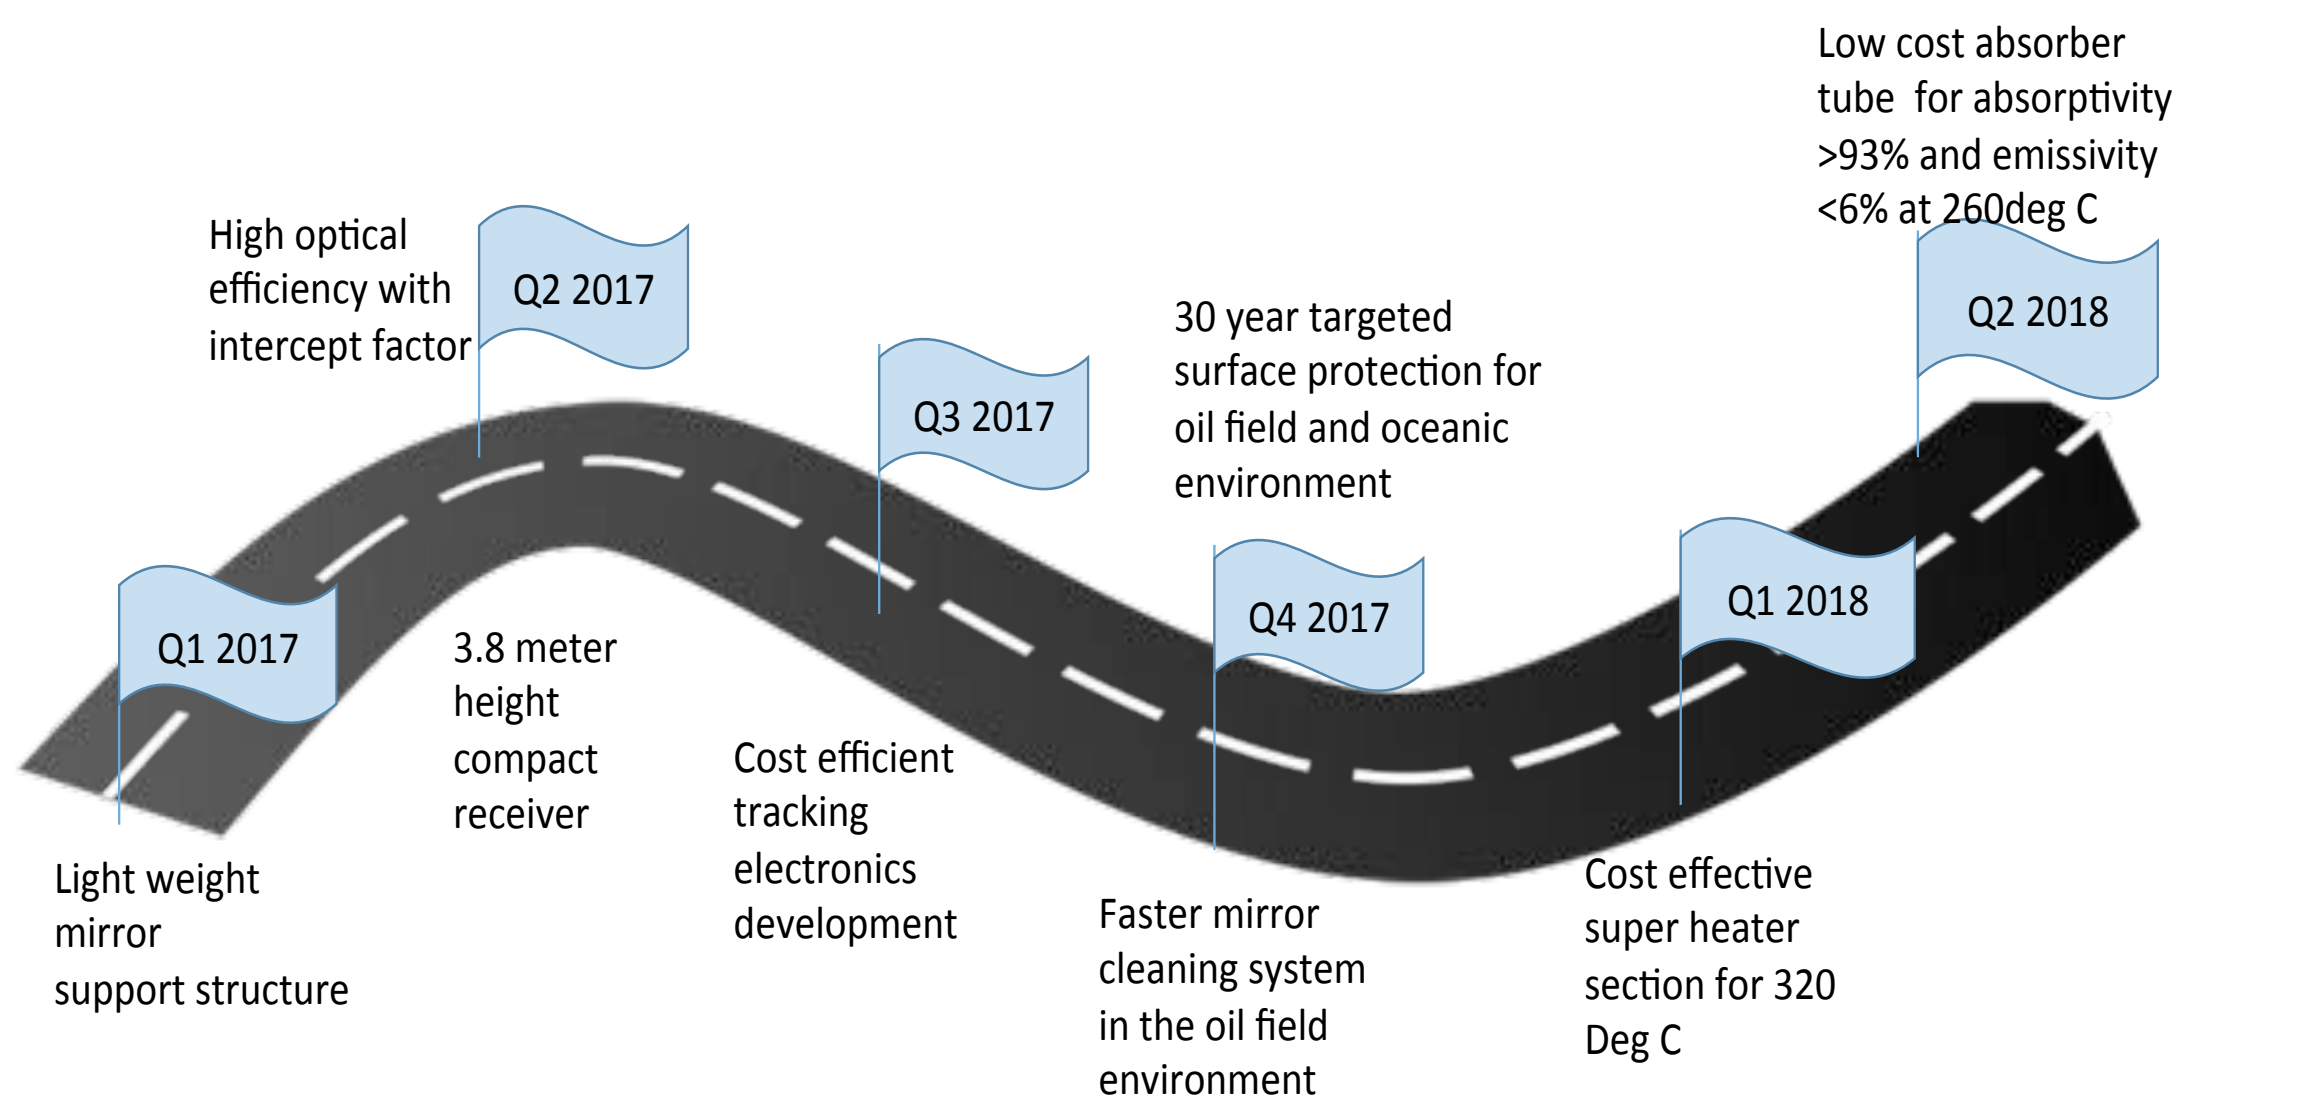 Light weight
mirror
support structure
Q1 2017
High optical
efficiency with
intercept factor
Q2 2017
3.8 meter
height
compact
receiver
Q3 2017
Cost efficient
tracking
electronics
development
30 year targeted
surface protection for
oil field and oceanic
environment
Q4 2017
Faster mirror
cleaning system
in the oil field
environment
Q1 2018
Cost effective
super heater
section for 320
Deg C
Low cost absorber
tube  for absorptivity
>93% and emissivity
<6% at 260deg C
Q2 2018